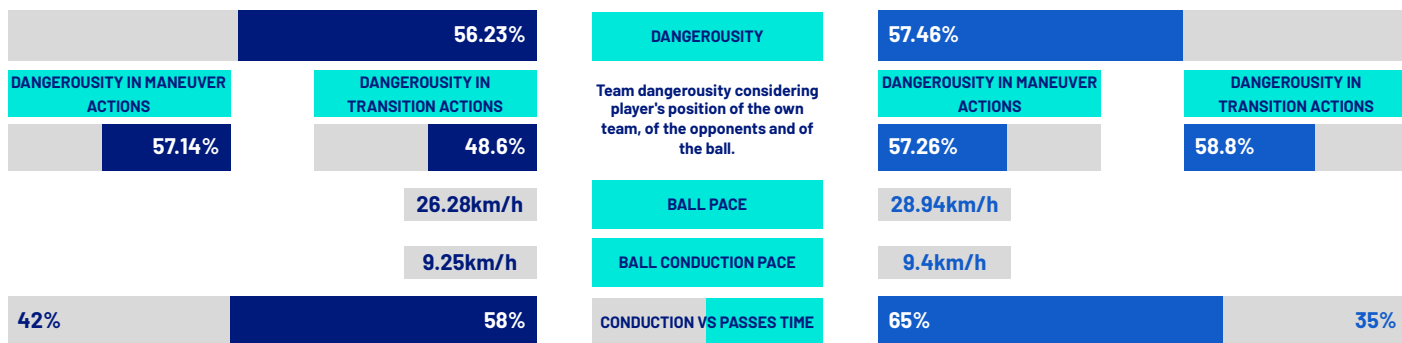 56.23%
DANGEROUSITY
57.46%
DANGEROUSITY IN MANEUVER
ACTIONS
DANGEROUSITY IN
TRANSITION ACTIONS
Team dangerousity considering
player's position of the own
team, of the opponents and of
the ball.
DANGEROUSITY IN MANEUVER
ACTIONS
DANGEROUSITY IN
TRANSITION ACTIONS
57.14%
48.6%
57.26%
58.8%
26.28km/h
BALL PACE
28.94km/h
9.25km/h
BALL CONDUCTION PACE
9.4km/h
42%
58%
CONDUCTION VS PASSES TIME
65%
35%